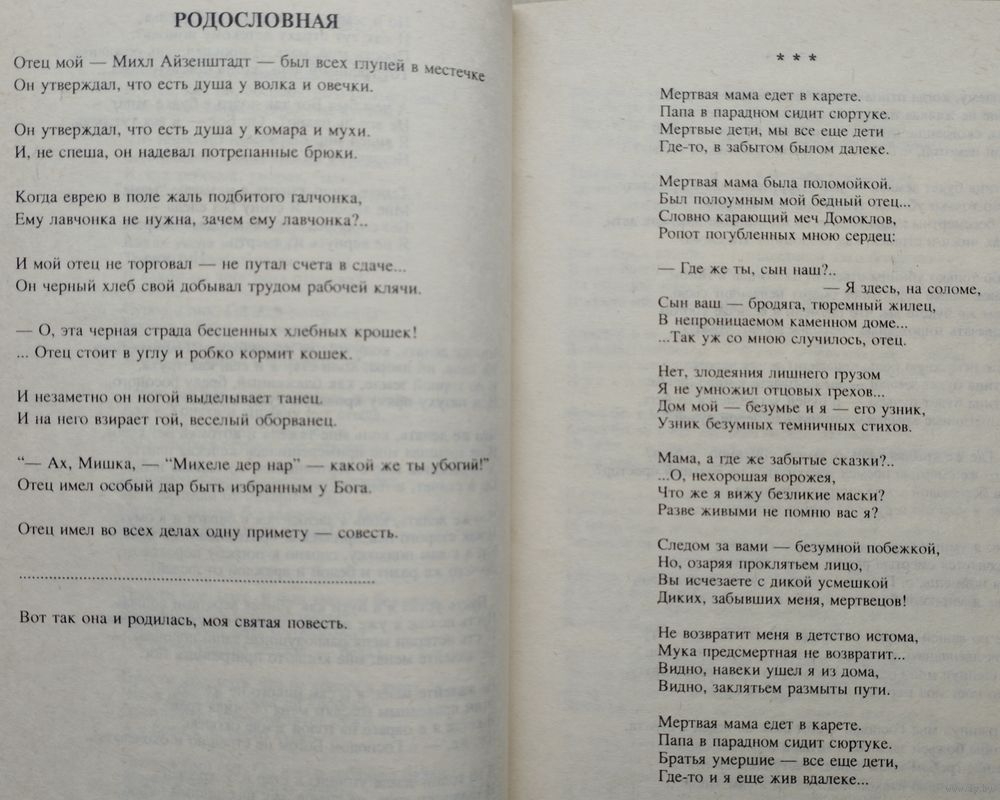 РОДОСЛОВНАЯ
Отец мой — Михл Айзенштадт — был всех глупей в местечке
Он утверждал, что есть душа у волка и овечки.
Он утверждал, что есть душа у комара и мухи.
И, не спеша, он надевал потрепанные брюки.
Когда еврею в поле жаль подбитого галчонка,
Ему лавчонка не нужна, зачем ему лавчонка?..
И мой отец не торговал — не путал счета в сдаче...
Он черный хлеб свой добывал трудом рабочей клячи.
— О, эта черная страда бесценных хлебных крошек!
... Отец стоит в углу и робко кормит кошек.
И незаметно он ногой выделывает танец.
И на него взирает гой, веселый оборванец.
“— Ах, Мишка, — “Михеле дер нар” — какой же ты убогий!”
Отец имел особый дар быть избранным у Бога.
Отец имел во всех делах одну примету — совесть.
................................................................................
Вот так она и родилась, моя святая повесть.
* * *
Мертвая мама едет в карете.
Папа в парадном сидит сюртуке.
Мертвые дети, мы все еще дети
Где-то, в забытом былом далеке.
Мертвая мама была поломойкой.
Был полоумным мой бедный отец...
Словно карающий меч Домоклов,
Ропот погубленных мною сердец:
— Где же ты, сын наш?..
— Я здесь, на соломе,
Сын ваш — бродяга, тюремный жилец,
В непроницаемом каменном доме...
...Так уж со мною случилось, отец.
Нет, злодеяния лишнего грузом
Я не умножил отцовых грехов...
Дом мой — безумье и я — его узник,
Узник безумных темничных стихов.
Мама, а где же забытые сказки?..
...О, нехорошая ворожея,
Что же я вижу безликие маски?
Разве живыми не помню вас я?
Следом за вами — безумной побежкой,
Но, озаряя проклятьем лицо,
Вы исчезаете с дикой усмешкой
Диких, забывших меня, мертвецов!
Не возвратит меня в детство истома,
Мука предсмертная не возвратит...
Видно, навеки ушел я из дома,
Видно, заклятьем размыты пути.
Мертвая мама едет в карете.
Папа в парадном сидит сюртуке.
Братья умершие — все еще дети,
Где-то и я еще жив вдалеке...